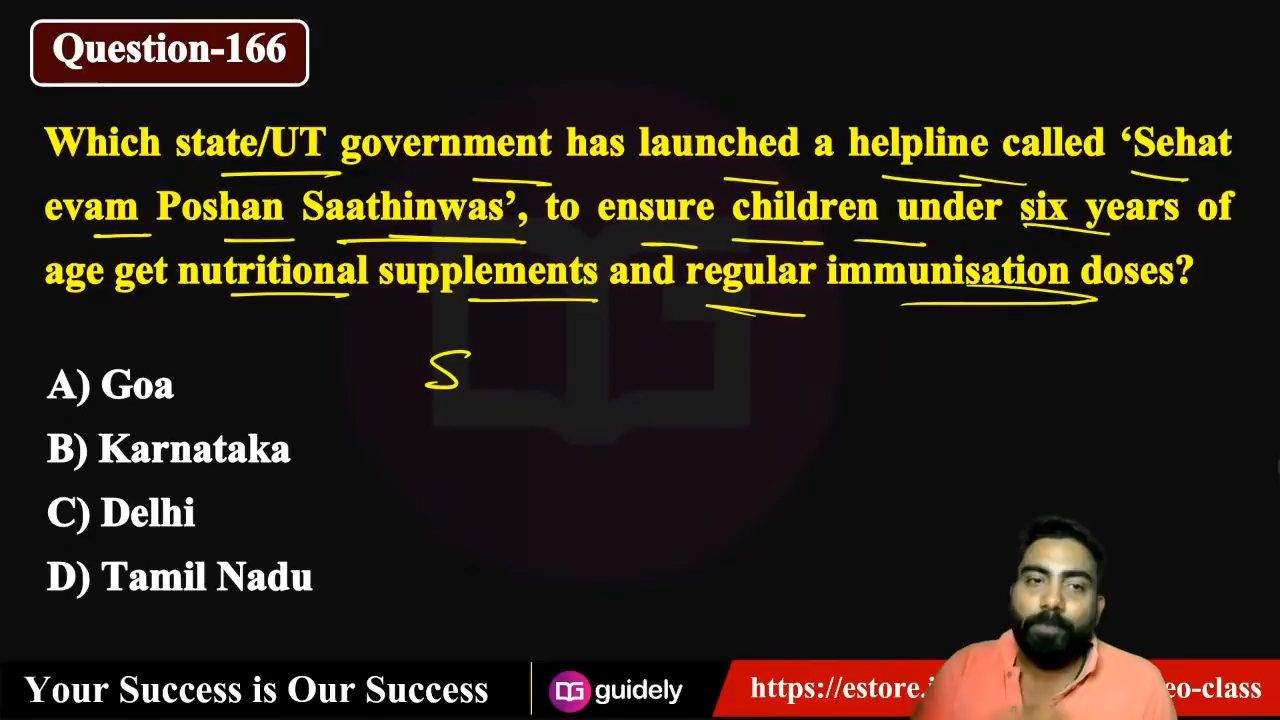 Question-166
Which state/UT government has launched a helpline called ‘Sehat
evam Poshan Saathinwas’, to ensure children under six years of
age get nutritional supplements and regular immunisation doses?
S
A) Goa
B) Karnataka
C) Delhi
D) Tamil Nadu
Your Success is Our Success
guidely
https://estore.i
eo-class